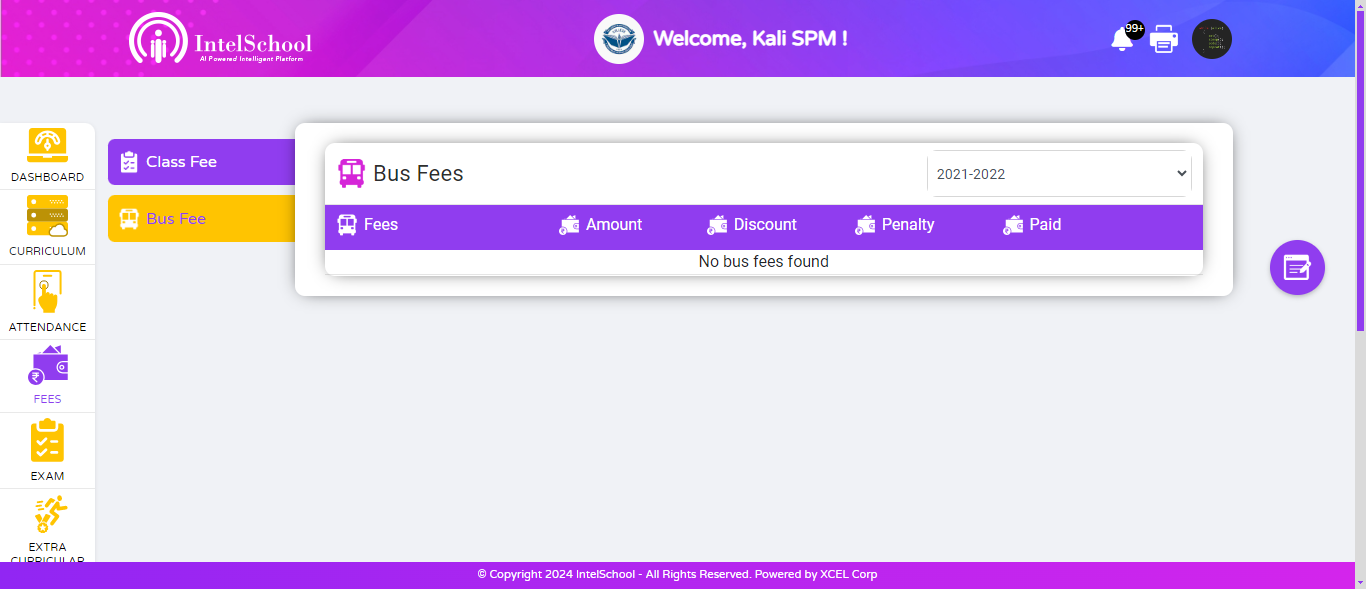 IntelSchool
AI Powered Intelligent Platform
Welcome, Kali SPM !
99+
DASHBOARD
CURRICULUM
ATTENDANCE
FEES
EXAM
EXTRA
CURRICULAR
Class Fee
Bus Fee
Bus Fees
2021-2022
Fees Amount Discount Penalty Paid
No bus fees found
© Copyright 2024 IntelSchool - All Rights Reserved. Powered by XCEL Corp